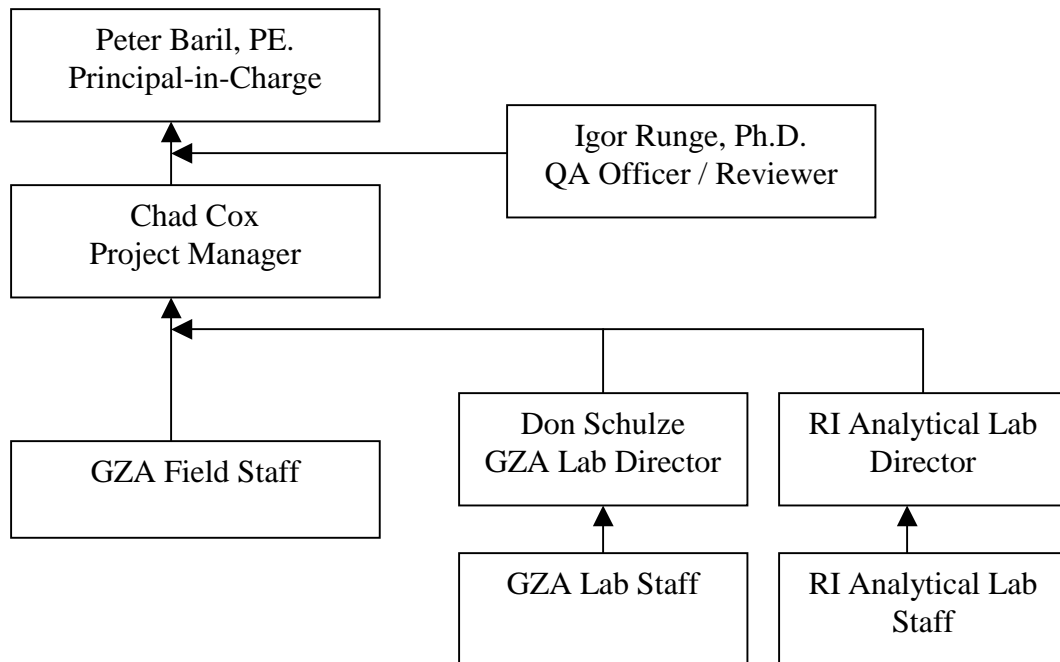 Peter Baril, PE.
Principal-in-Charge
Igor Runge, Ph.D.
QA Officer / Reviewer
Chad Cox
Project Manager
GZA Field Staff
Don Schulze
GZA Lab Director
RI Analytical Lab
Director
GZA Lab Staff
RI Analytical Lab
Staff